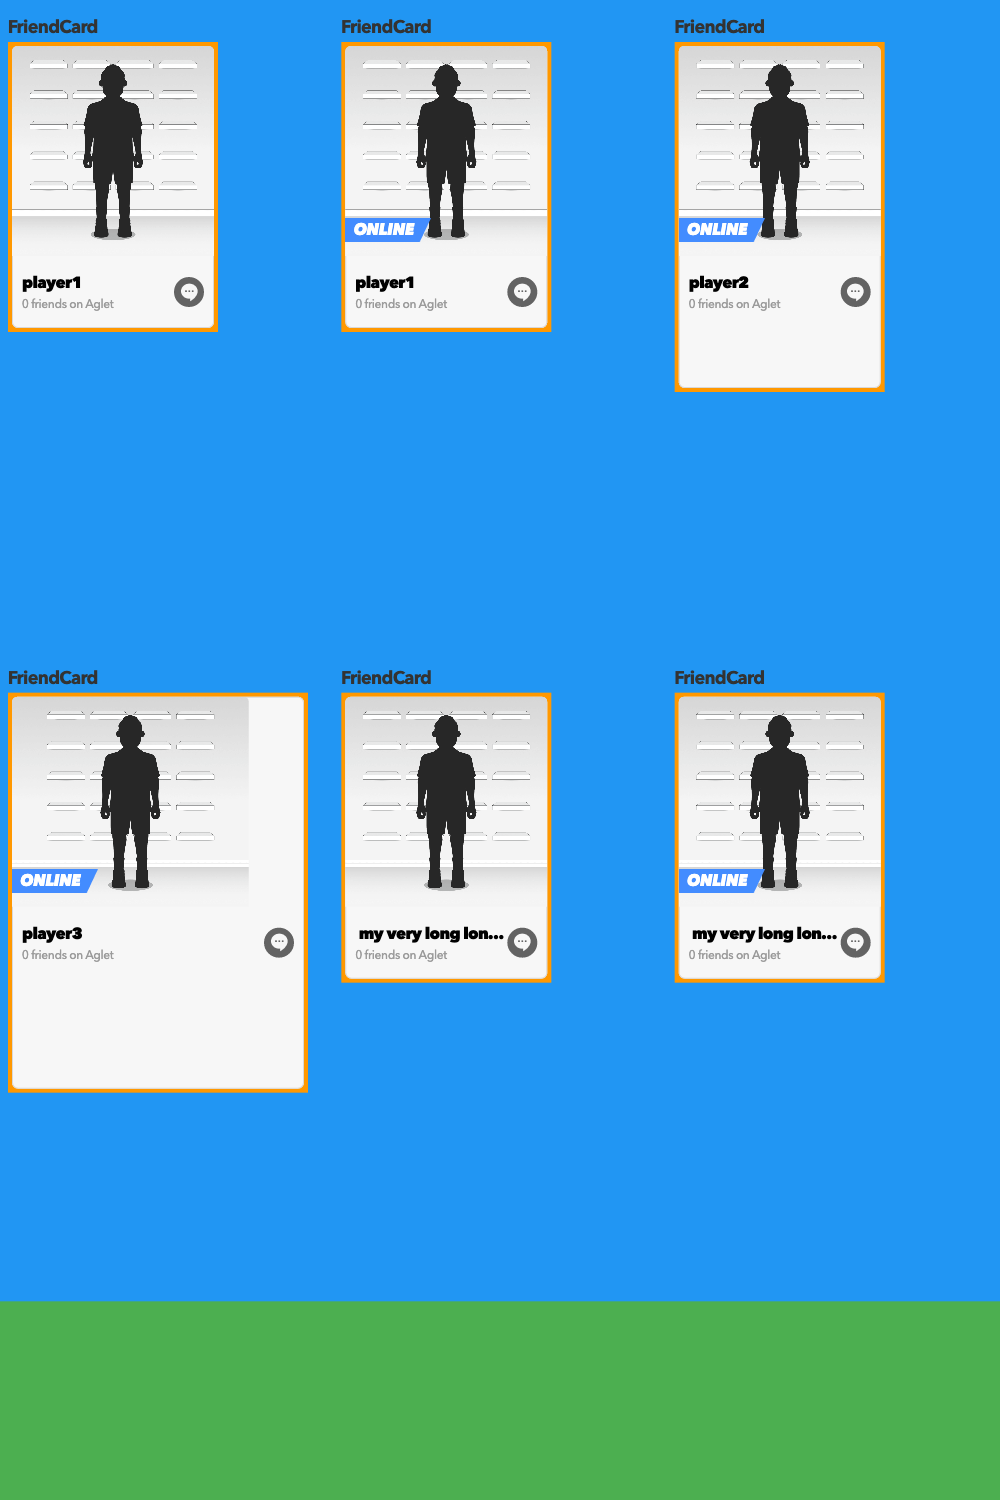 FriendCard
FriendCard
FriendCard
ONLINE
ONLINE
player1
player1
player2
0 friends on Aglet
0 friends on Aglet
0 friends on Aglet
FriendCard
FriendCard
FriendCard
ONLINE
ONLINE
player3
my very long lon...
my very long lon...
0 friends on Aglet
0 friends on Aglet
0 friends on Aglet